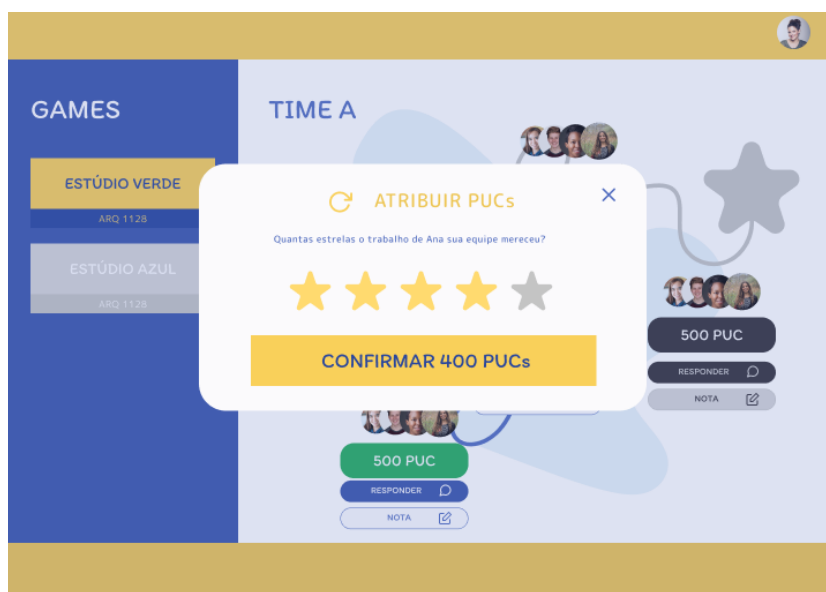 GAMES
TIME A
ESTÚDIO VERDE
ARQ 1128
ESTÚDIO AZUL
ARQ 1128
ATRIBUIR PUCs
Quantas estrelas o trabalho de Ana sua equipe mereceu?
CONFIRMAR 400 PUCs
500 PUC
RESPONDER
NOTA
500 PUC
RESPONDER
NOTA